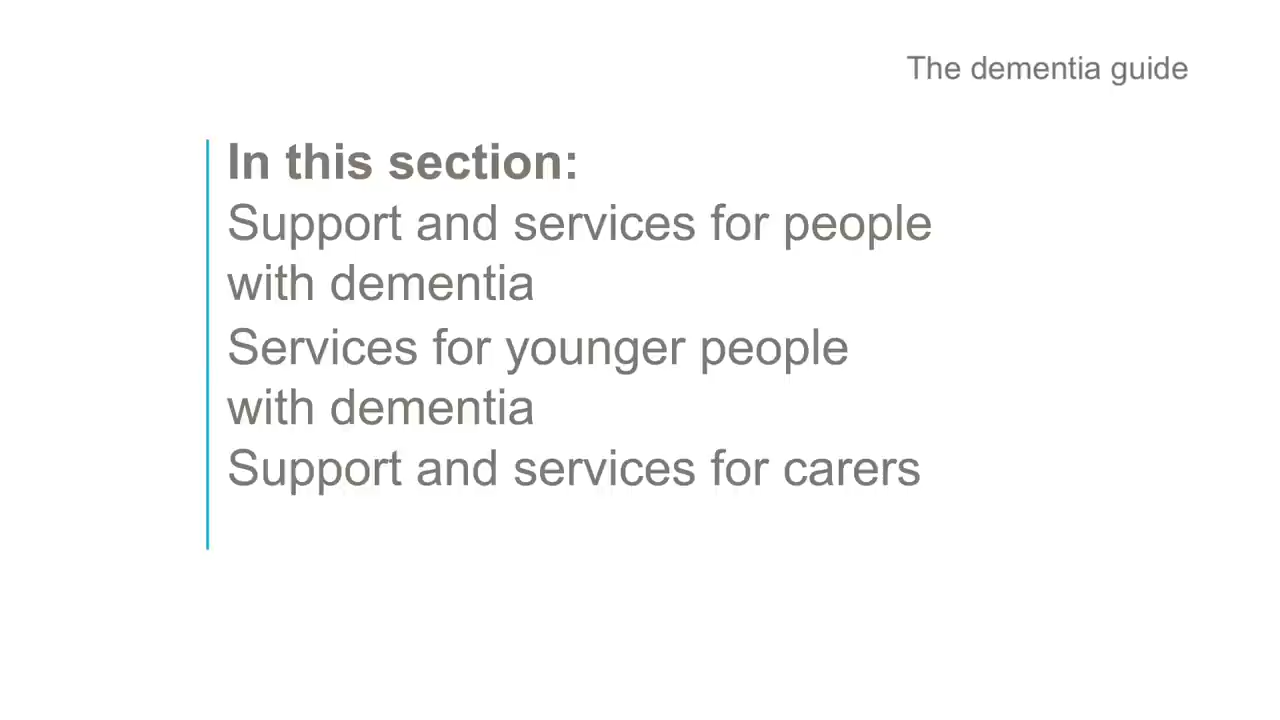 The dementia guide
In this section:
Support and services for people
with dementia
Services for younger people
with dementia
Support and services for carers